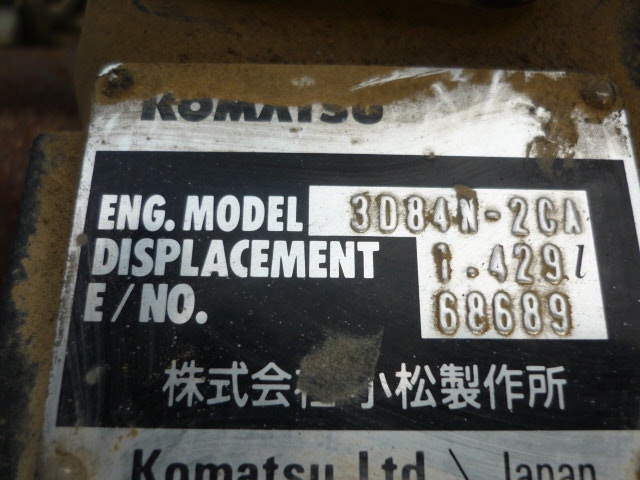 KOMATSU
ENG. MODEL 3D84N-2CA
DISPLACEMENT 1.429 l
E/NO. 68689
株式会社 小松製作所
Komatsu Ltd. Japan